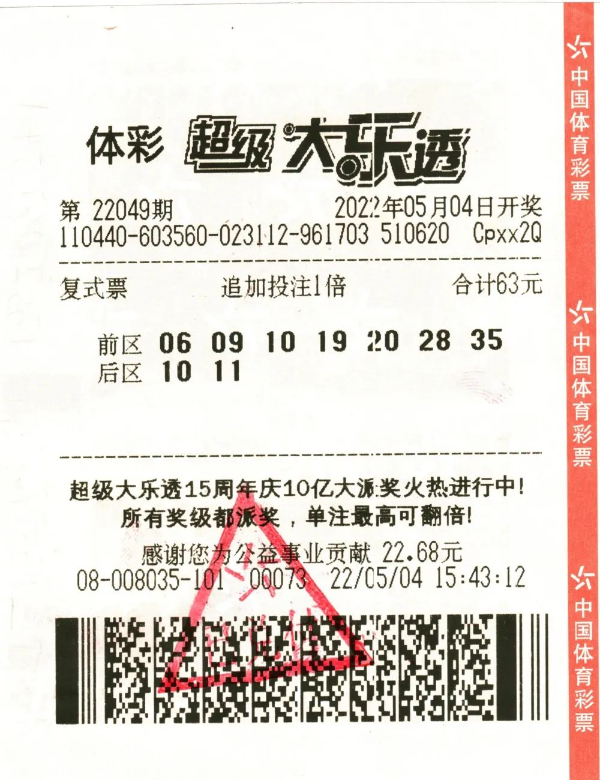 体彩 超级大乐透
第 22049期 2022年05月04日开奖
110440-603560-023112-961703 510620 Cpxx2Q
复式票 追加投注1倍 合计63元
前区 06 09 10 19 20 28 35
后区 10 11
超级大乐透15周年庆10亿大派奖火热进行中!
所有奖级都派奖，单注最高可翻倍!
感谢您为公益事业贡献 22.68元
08-008035-101 00073 22/05/04 15:43:12
中国体育彩票
中国体育彩票
中国体育彩票